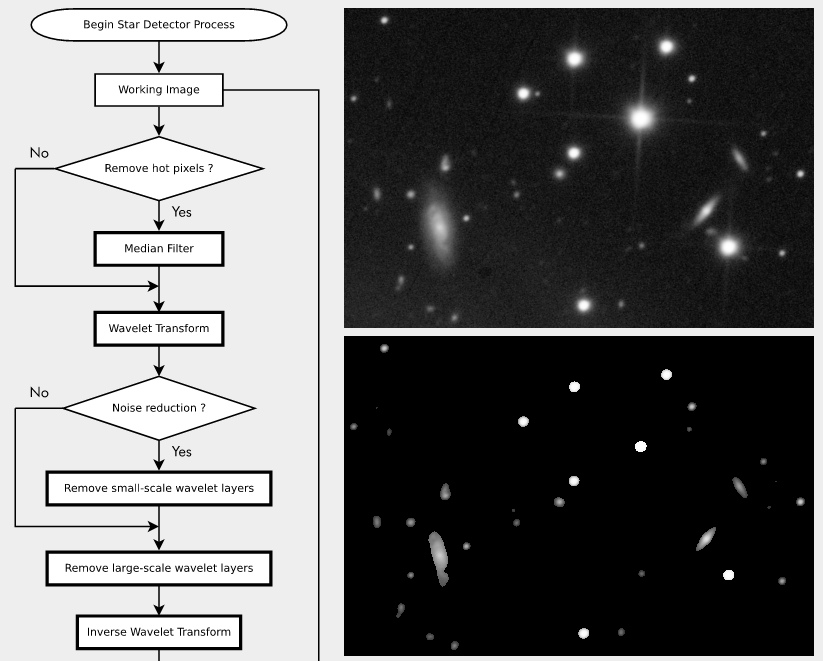 Begin Star Detector Process
Working Image
Remove hot pixels ?
No
Yes
Median Filter
Wavelet Transform
Noise reduction ?
No
Yes
Remove small-scale wavelet layers
Remove large-scale wavelet layers
Inverse Wavelet Transform